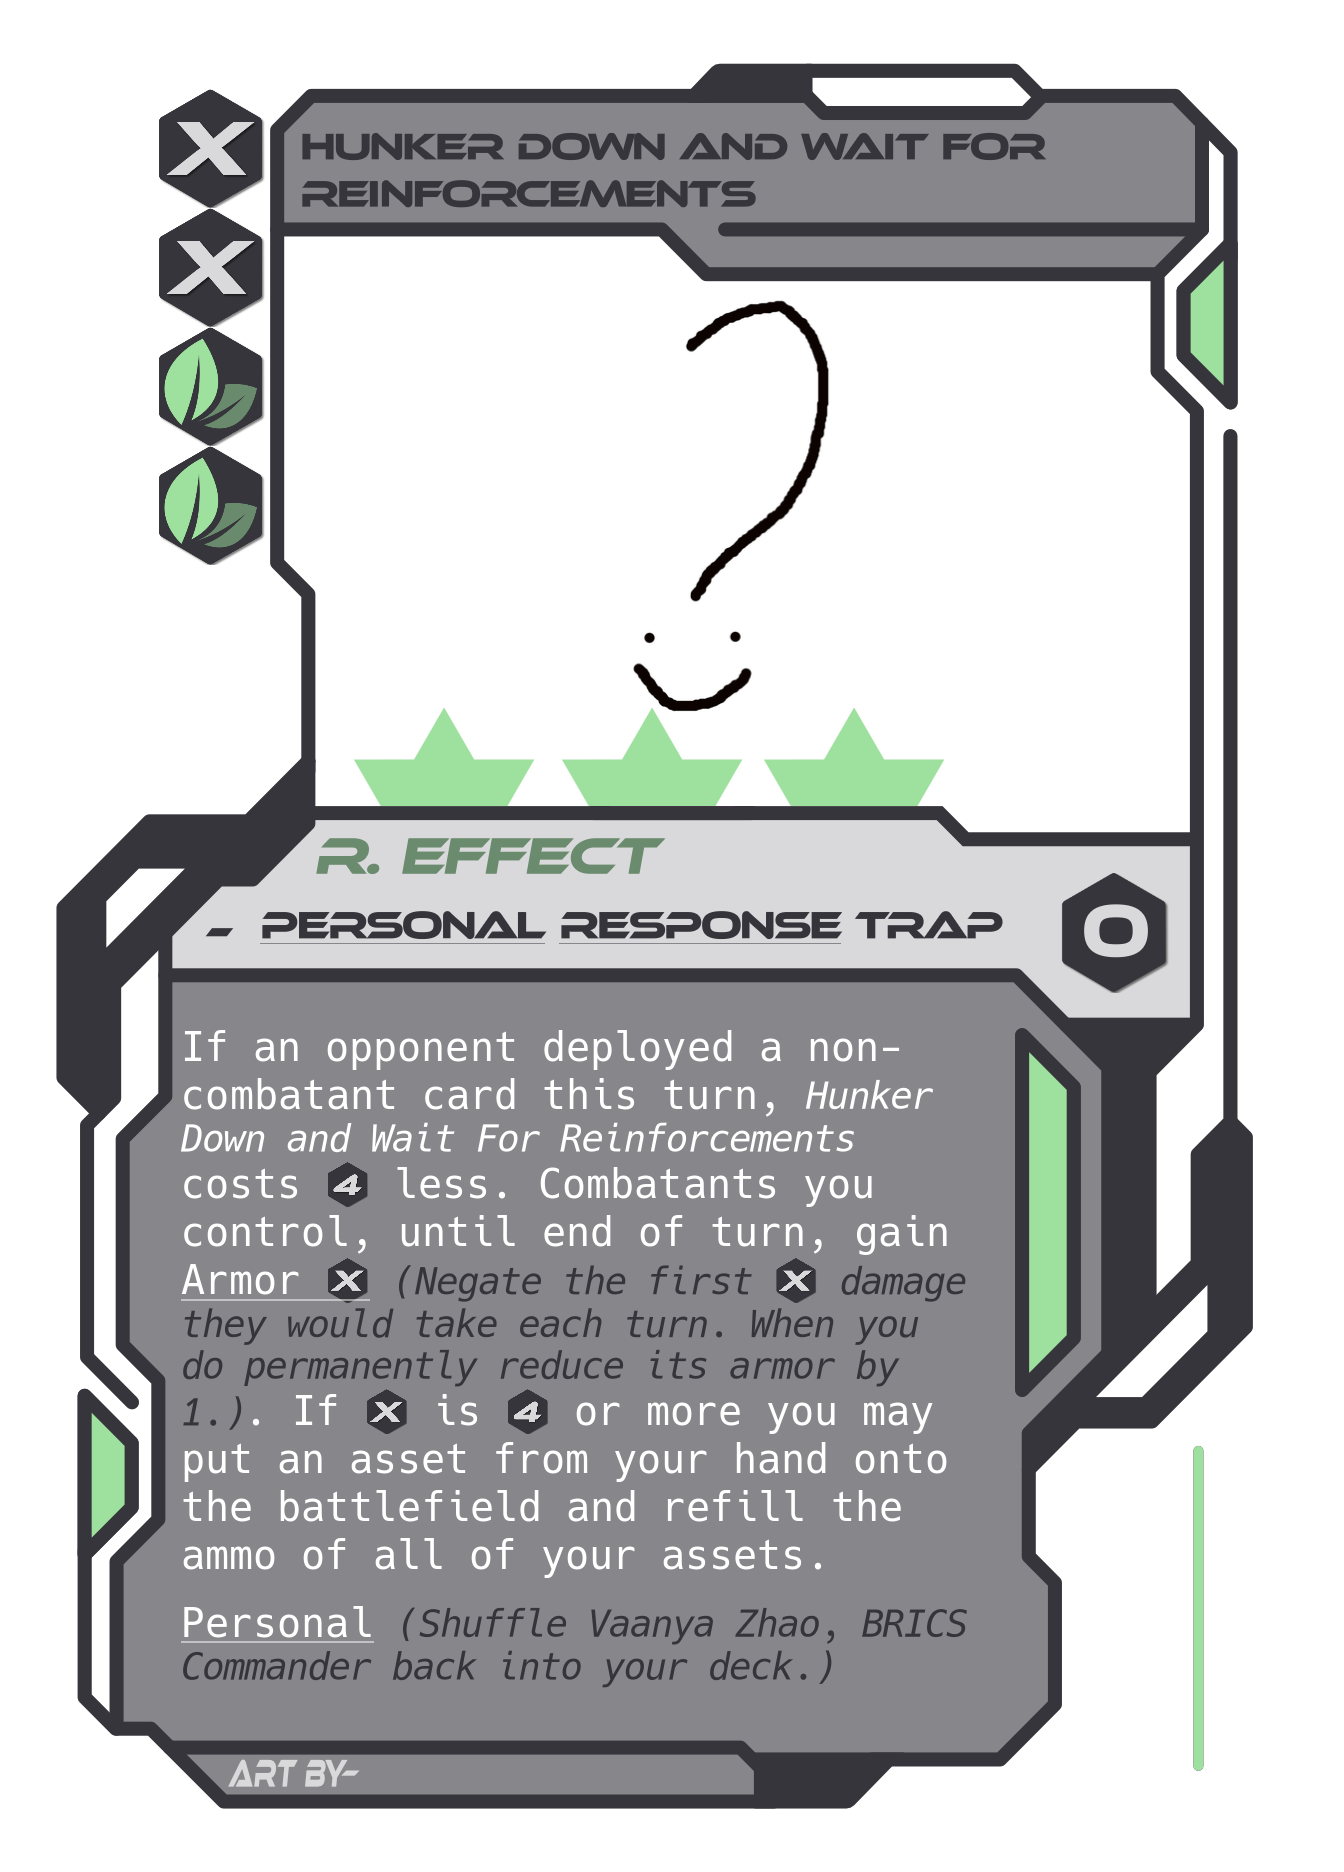 X
X
HUNKER DOWN AND WAIT FOR
REINFORCEMENTS
R. EFFECT
- PERSONAL RESPONSE TRAP
0
If an opponent deployed a non-
combatant card this turn, Hunker
Down and Wait For Reinforcements
costs 4 less. Combatants you
control, until end of turn, gain
Armor X (Negate the first X damage
they would take each turn. When you
do permanently reduce its armor by
1.). If X is 4 or more you may
put an asset from your hand onto
the battlefield and refill the
ammo of all of your assets.
Personal (Shuffle Vaanya Zhao, BRICS
Commander back into your deck.)
ART BY-